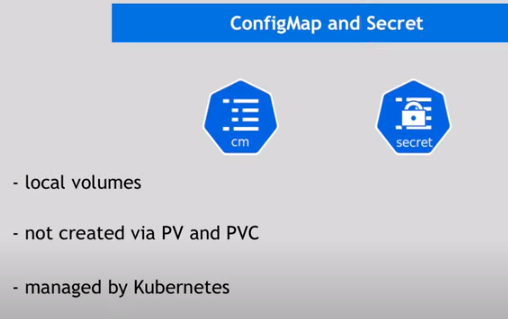 ConfigMap and Secret
cm
secret
- local volumes
- not created via PV and PVC
- managed by Kubernetes